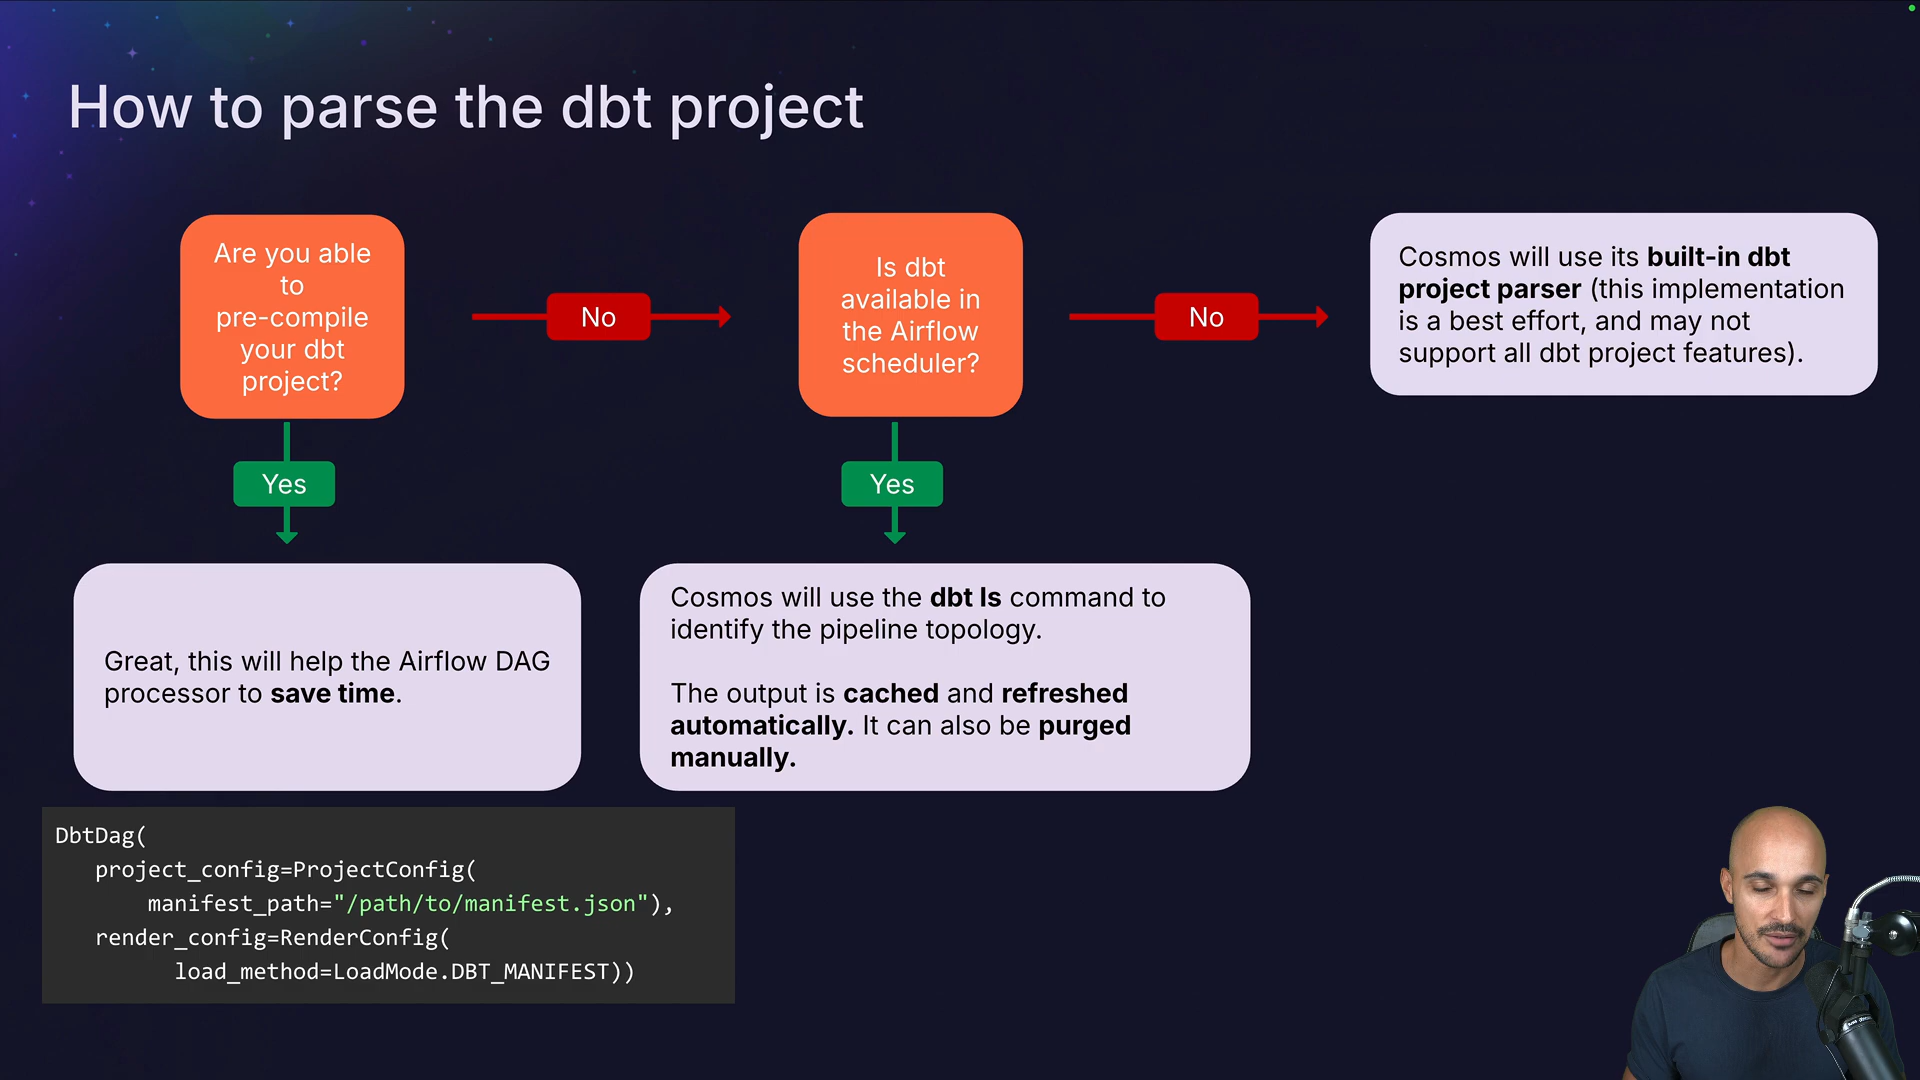 How to parse the dbt project
Are you able
to
pre-compile
your dbt
project?
No
Is dbt
available in
the Airflow
scheduler?
No
Cosmos will use its built-in dbt
project parser (this implementation
is a best effort, and may not
support all dbt project features).
Yes
Yes
Great, this will help the Airflow DAG
processor to save time.
Cosmos will use the dbt ls command to
identify the pipeline topology.
The output is cached and refreshed
automatically. It can also be purged
manually.
DbtDag(
project_config=ProjectConfig(
manifest_path="/path/to/manifest.json"),
render_config=RenderConfig(
load_method=LoadMode.DBT_MANIFEST))